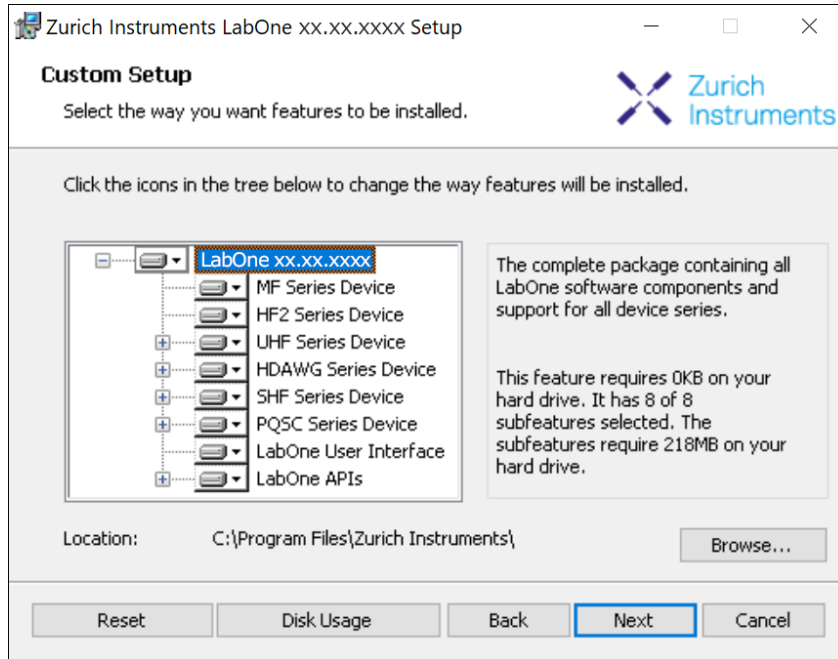 Zurich Instruments LabOne xx.xx.xxxx Setup
Custom Setup
Select the way you want features to be installed.
Zurich
Instruments
Click the icons in the tree below to change the way features will be installed.
LabOne xx.xx.xxxx
MF Series Device
HF2 Series Device
UHF Series Device
HDAWG Series Device
SHF Series Device
PQSC Series Device
LabOne User Interface
LabOne APIs
The complete package containing all
LabOne software components and
support for all device series.
This feature requires 0KB on your
hard drive. It has 8 of 8
subfeatures selected. The
subfeatures require 218MB on your
hard drive.
Location: C:\Program Files\Zurich Instruments\
Browse...
Reset Disk Usage Back Next Cancel